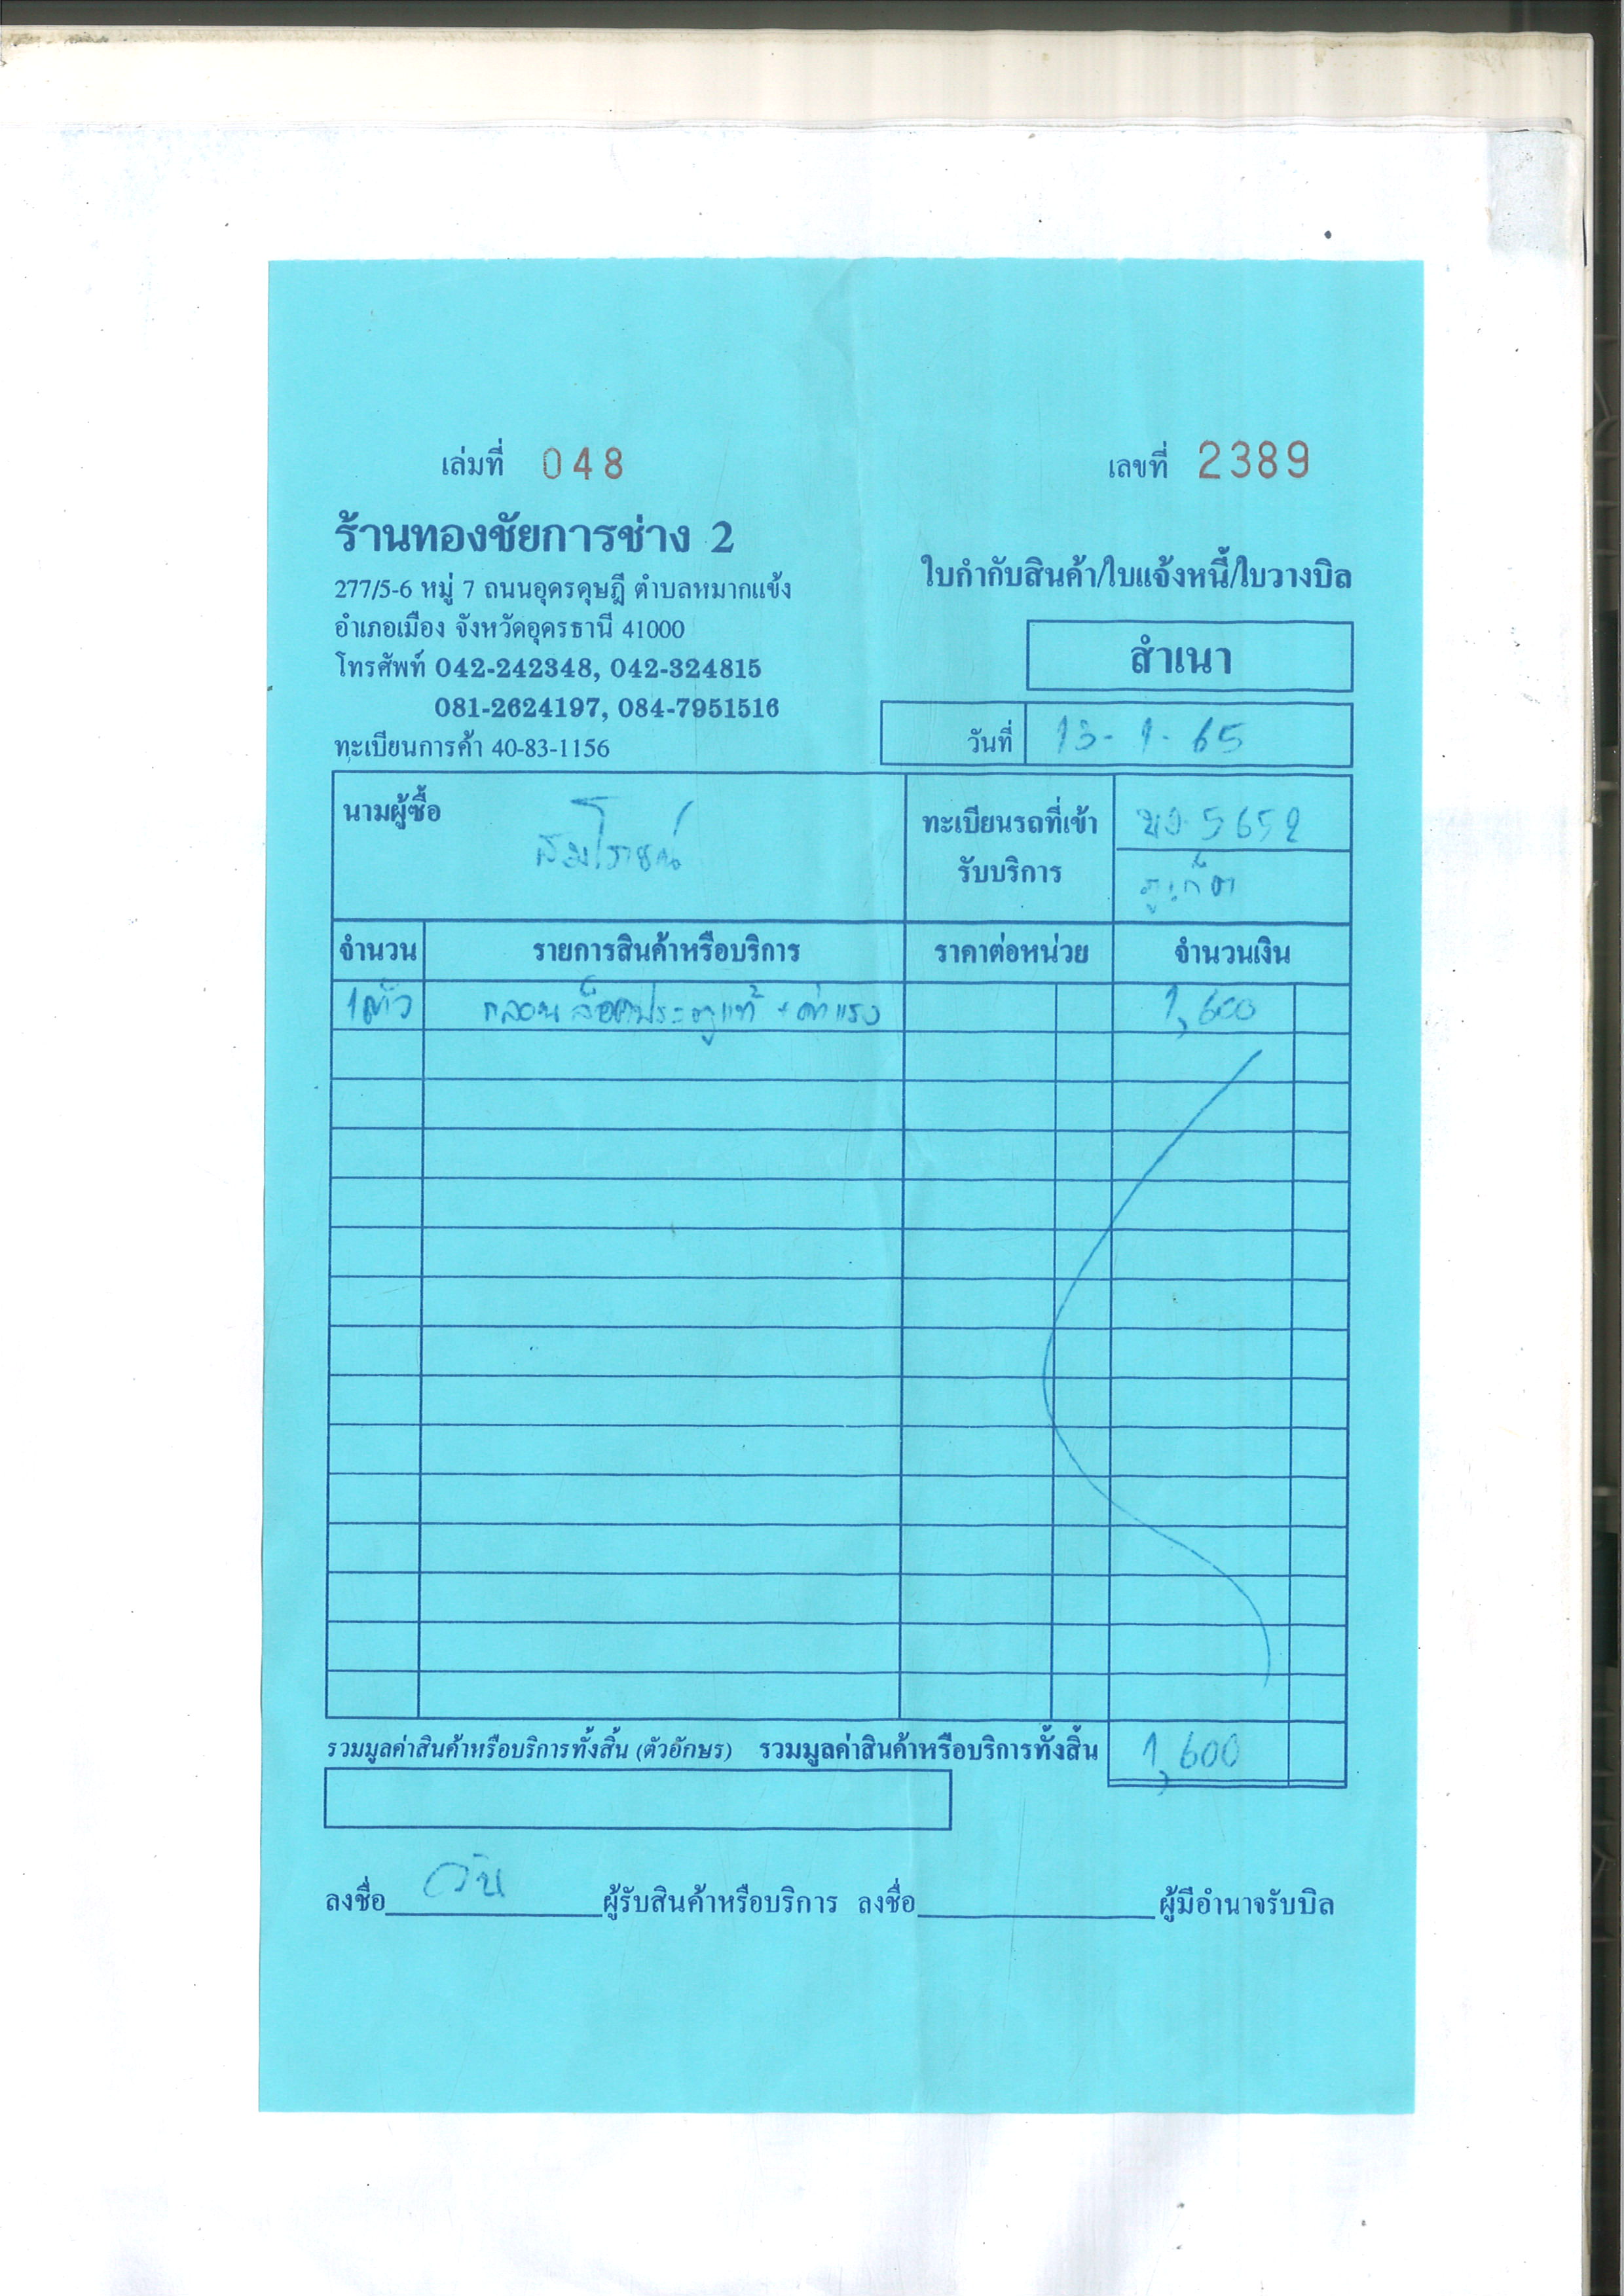 เล่มที่ 048 เลขที่ 2389
ร้านทองชัยการช่าง 2
ใบกำกับสินค้า/ใบแจ้งหนี้/ใบวางบิล
277/5-6 หมู่ 7 ถนนอุดรดุษฎี ตำบลหมากแข้ง
อำเภอเมือง จังหวัดอุดรธานี 41000
สำเนา
โทรศัพท์ 042-242348, 042-324815
081-2624197, 084-7951516
วันที่ 13-1-65
ทะเบียนการค้า 40-83-1156
นามผู้ซื้อ
ทะเบียนรถที่เข้า 5652
รับบริการ ภูเก็ต
จำนวน รายการสินค้าหรือบริการ ราคาต่อหน่วย จำนวนเงิน
1 ตัว กลอนล็อคประตูแท้ + ค่าแรง 1,600
รวมมูลค่าสินค้าหรือบริการทั้งสิ้น (ตัวอักษร) รวมมูลค่าสินค้าหรือบริการทั้งสิ้น 1,600
ลงชื่อ ผู้รับสินค้าหรือบริการ ลงชื่อ ผู้มีอำนาจรับบิล